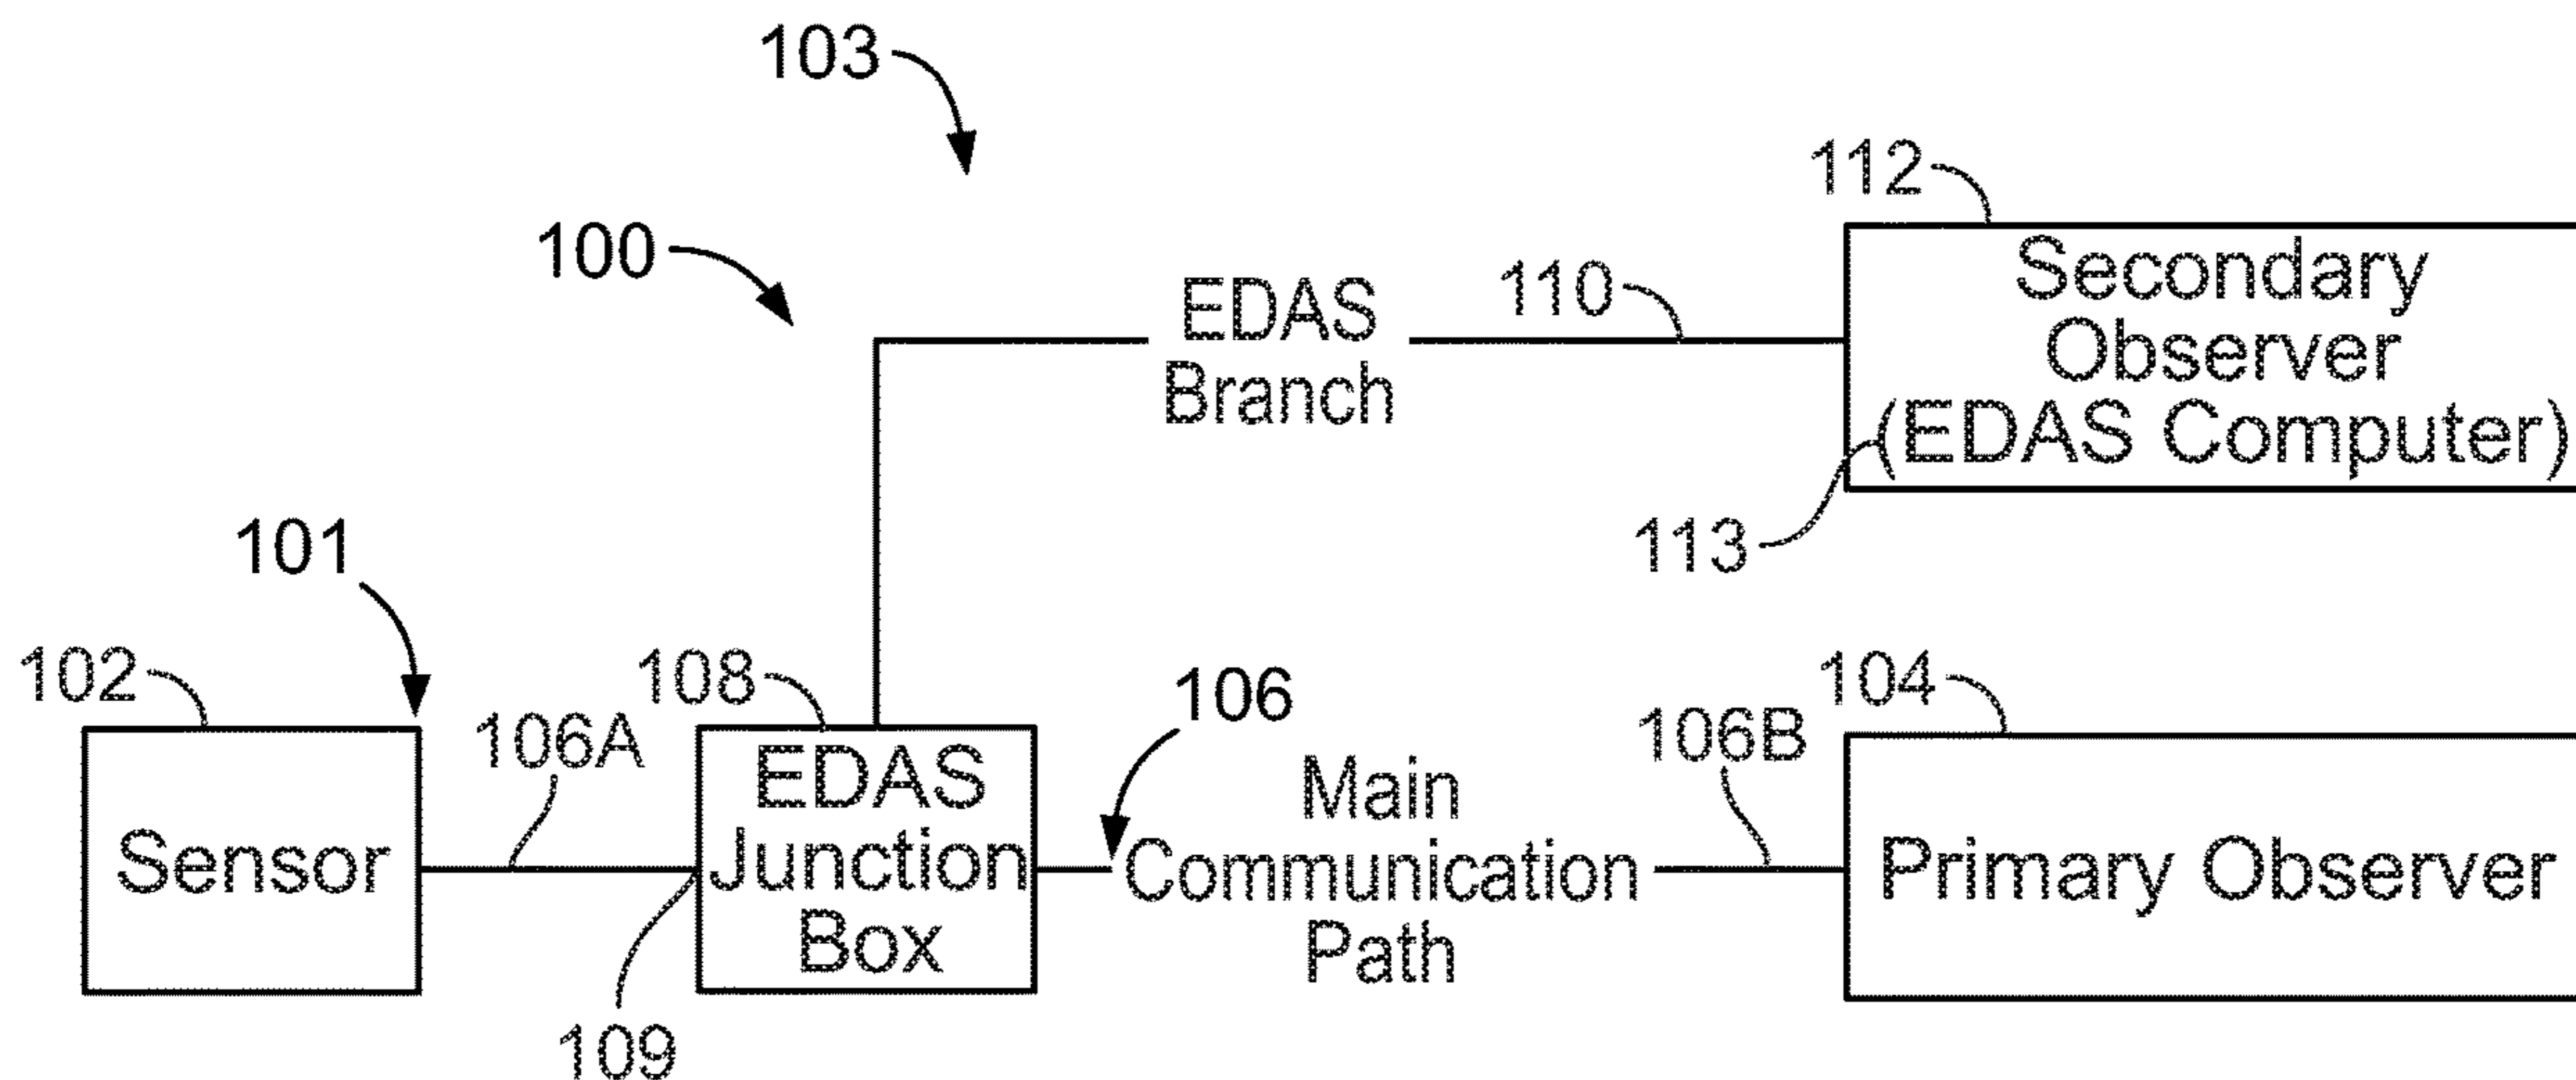 103
100
112
EDAS
Branch
110
Secondary
Observer
(EDAS Computer)
113
101
102
106A
108
106
106B
104
Sensor
EDAS
Junction
Box
Main
Communication
Path
Primary Observer
109